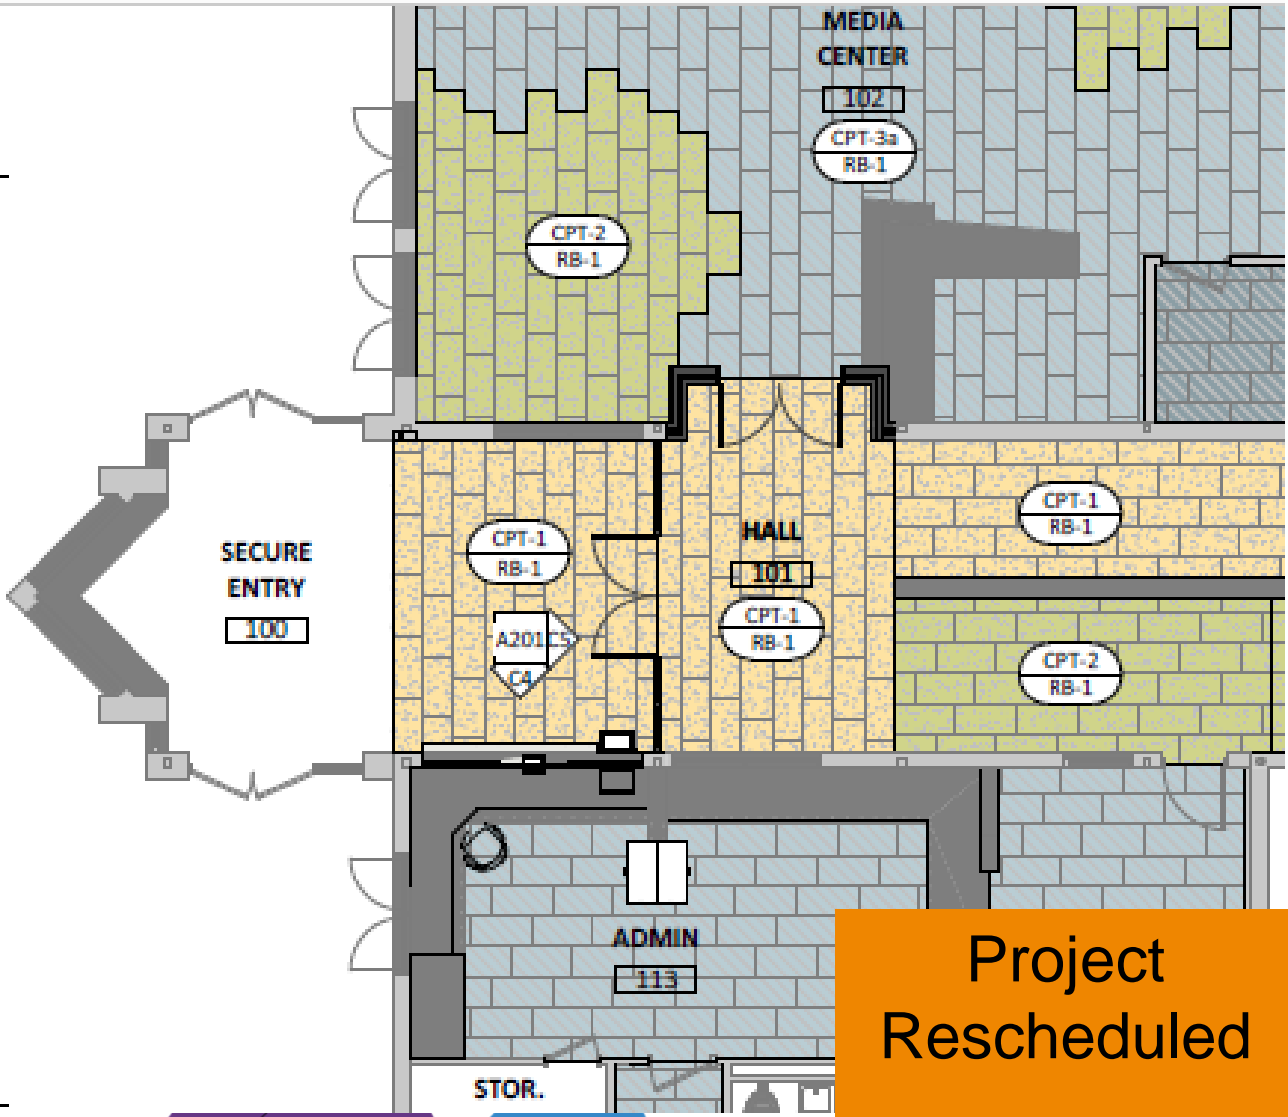 MEDIA
CENTER
102
CPT-3a
RB-1
CPT-2
RB-1
CPT-1
RB-1
SECURE
ENTRY
100
CPT-1
RB-1
HALL
101
CPT-1
RB-1
A201
C5
C4
CPT-2
RB-1
ADMIN
113
STOR.
Project
Rescheduled